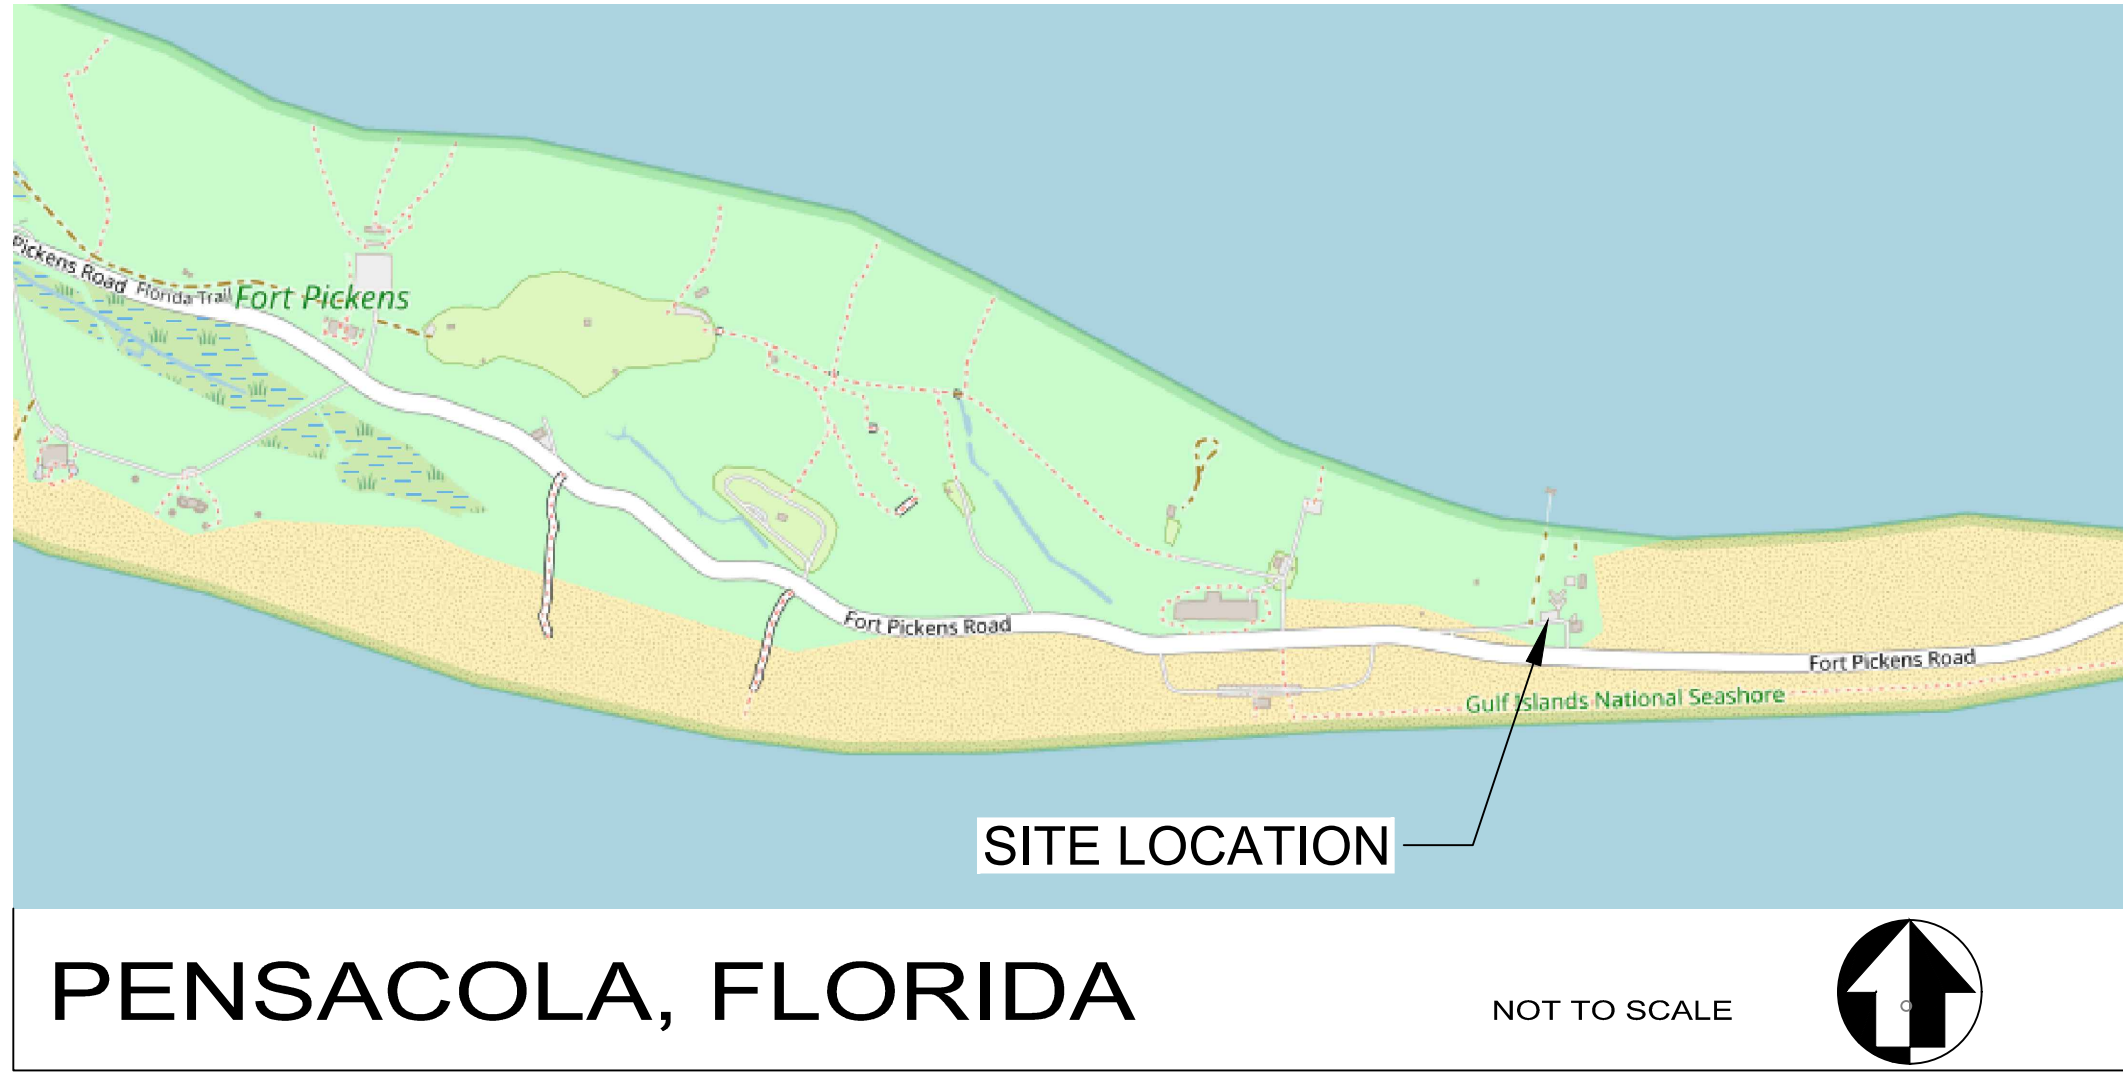 Pickens Road
Florida Trail
Fort Pickens
Fort Pickens Road
Fort Pickens Road
Gulf Islands National Seashore
SITE LOCATION
PENSACOLA, FLORIDA
NOT TO SCALE